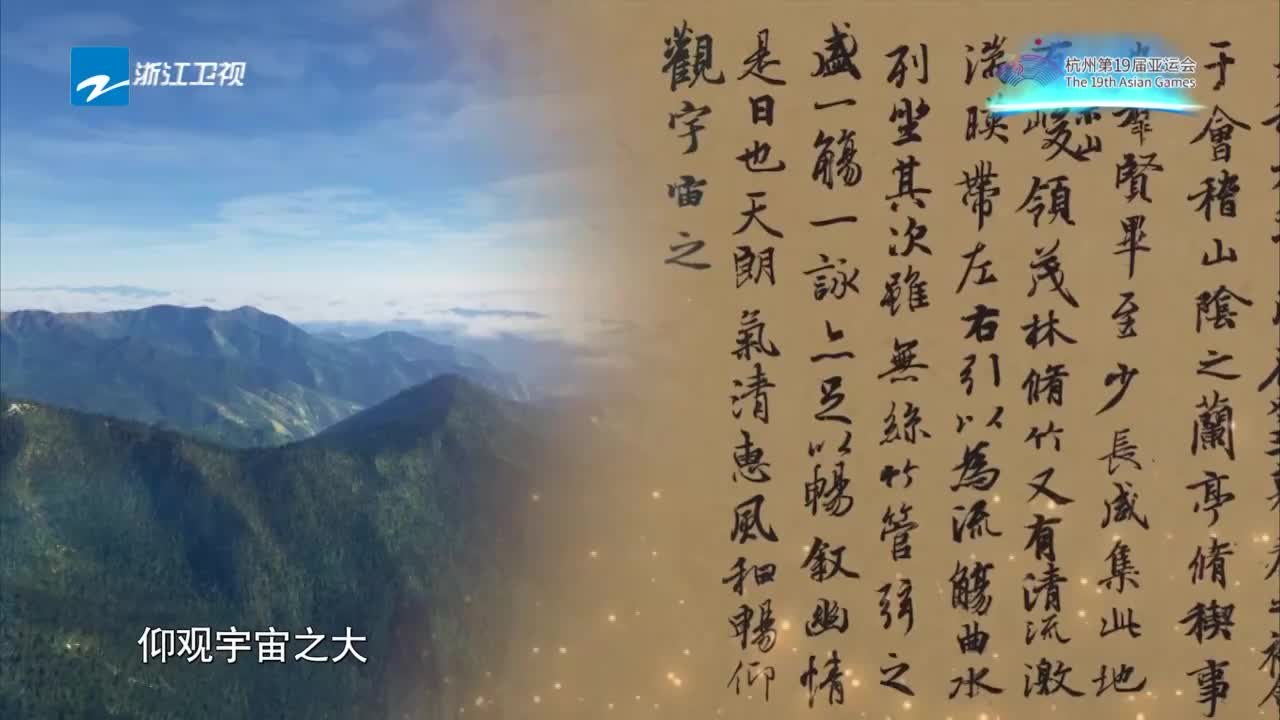 浙江卫视
杭州第19届亚运会
The 19th Asian Games
于會稽山陰之蘭亭脩禊事
羣賢畢至少長咸集此地
峻領茂林脩竹又有清流激
湍暎帶左右引以為流觴曲水
列坐其次雖無絲竹管弦之
盛一觴一詠亦足以暢叙幽情
是日也天朗氣清惠風和暢仰
觀宇宙之
仰观宇宙之大